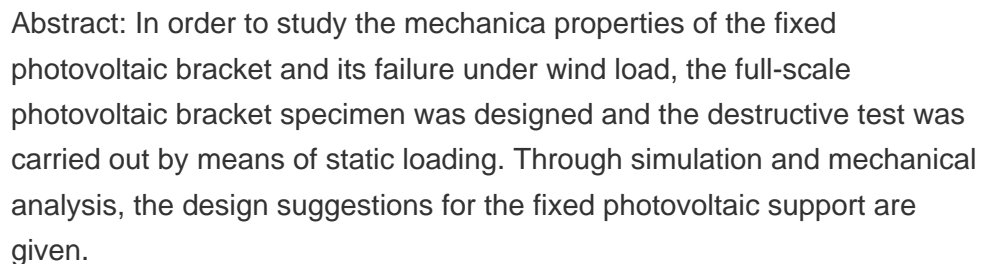 Abstract: In order to study the mechanica properties of the fixed
photovoltaic bracket and its failure under wind load, the full-scale
photovoltaic bracket specimen was designed and the destructive test was
carried out by means of static loading. Through simulation and mechanical
analysis, the design suggestions for the fixed photovoltaic support are
given.